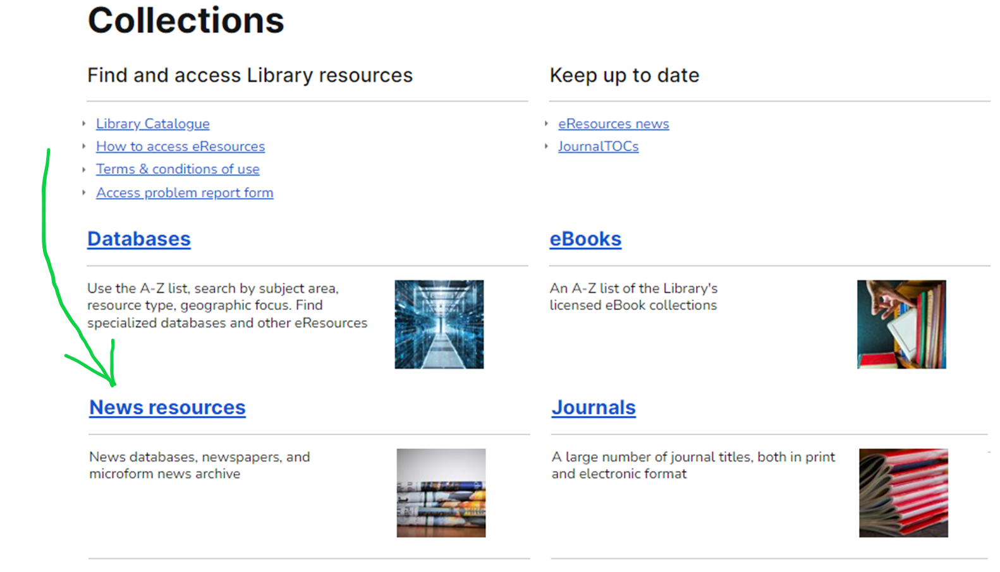 Collections
Find and access Library resources
Library Catalogue
How to access eResources
Terms & conditions of use
Access problem report form
Keep up to date
eResources news
JournalTOCs
Databases
Use the A-Z list, search by subject area,
resource type, geographic focus. Find
specialized databases and other eResources
eBooks
An A-Z list of the Library's
licensed eBook collections
News resources
News databases, newspapers, and
microform news archive
Journals
A large number of journal titles, both in print
and electronic format